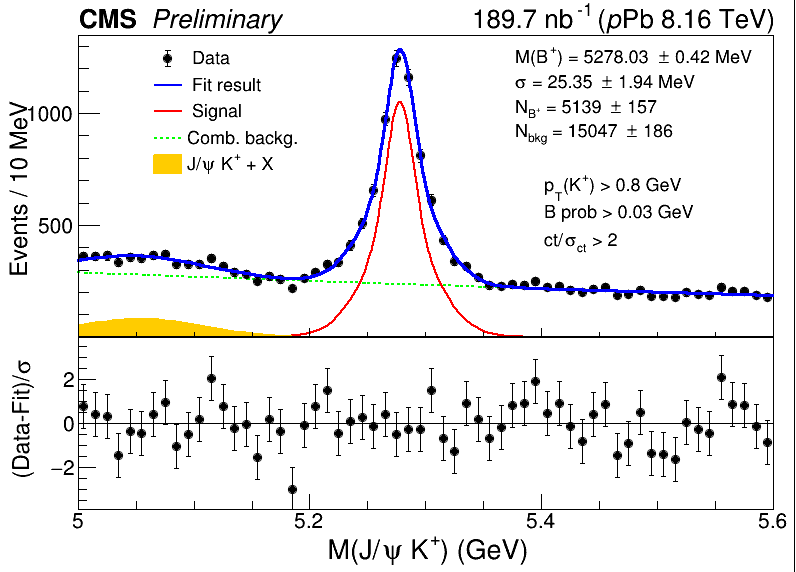 CMS Preliminary 189.7 nb⁻¹ (pPb 8.16 TeV)
Data
Fit result
Signal
Comb. backg.
J/ψ K⁺ + X
M(B⁺) = 5278.03 ± 0.42 MeV
σ = 25.35 ± 1.94 MeV
N_B⁺ = 5139 ± 157
N_bkg = 15047 ± 186
p_T(K⁺) > 0.8 GeV
B prob > 0.03 GeV
ct/σ_ct > 2
Events / 10 MeV
1000
500
(Data-Fit)/σ
2
0
−2
5 5.2 5.4 5.6
M(J/ψ K⁺) (GeV)